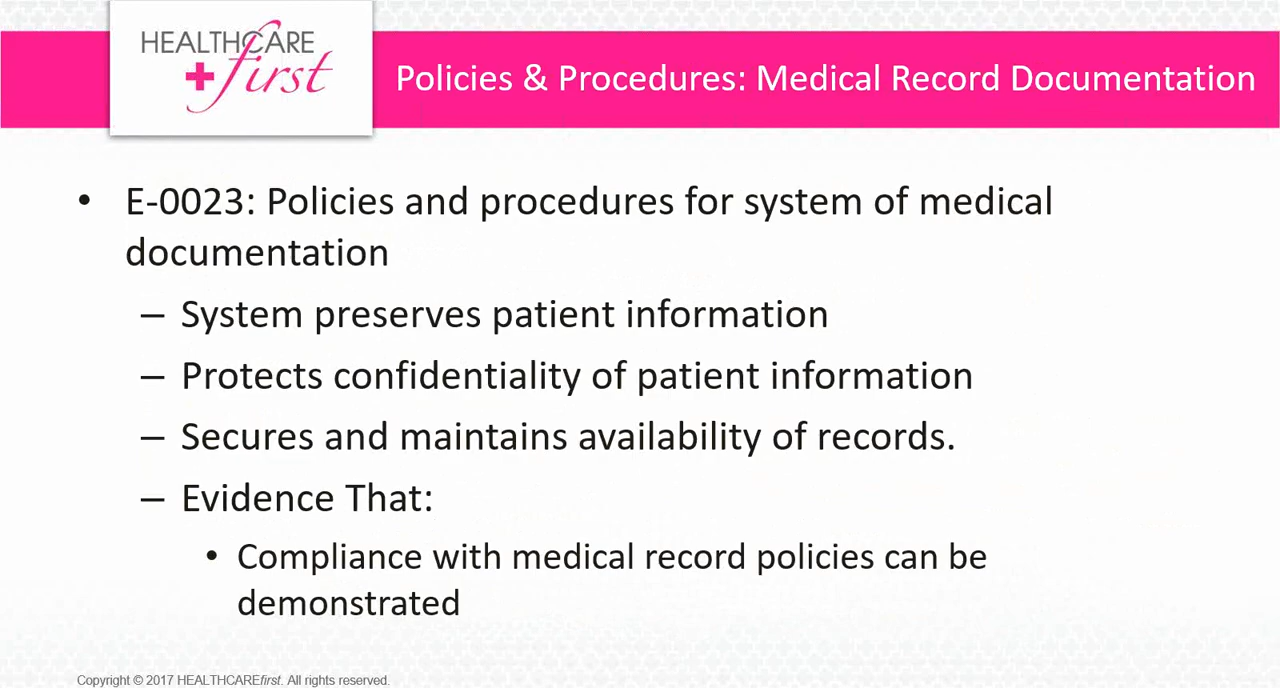 HEALTHCARE
first
Policies & Procedures: Medical Record Documentation
• E-0023: Policies and procedures for system of medical
documentation
– System preserves patient information
– Protects confidentiality of patient information
– Secures and maintains availability of records.
– Evidence That:
• Compliance with medical record policies can be
demonstrated
Copyright © 2017 HEALTHCAREfirst. All rights reserved.